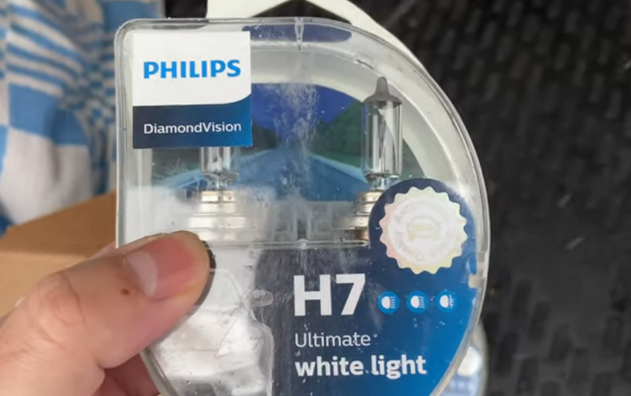 PHILIPS
DiamondVision
H7
Ultimate
white light